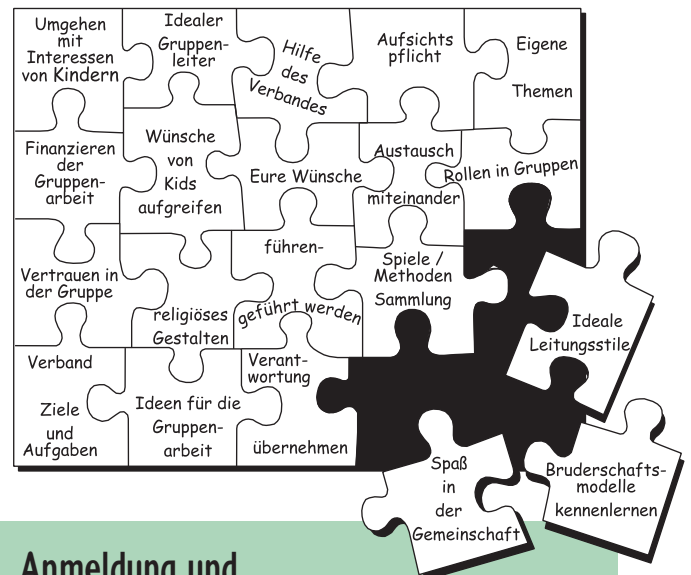 Umgehen
mit
Interessen
von Kindern
Idealer
Gruppen-
leiter
Hilfe
des
Verbandes
Aufsichts
pflicht
Eigene
Themen
Finanzieren
der
Gruppen-
arbeit
Wünsche
von
Kids
aufgreifen
Eure Wünsche
Austausch
miteinander
Rollen in Gruppen
Vertrauen in
der Gruppe
religiöses
Gestalten
führen-
geführt werden
Spiele /
Methoden
Sammlung
Ideale
Leitungsstile
Verband
Ziele
und
Aufgaben
Ideen für die
Gruppen-
arbeit
Verant-
wortung
übernehmen
Spaß
in
der
Gemeinschaft
Bruderschafts-
modelle
kennenlernen
Anmeldung und